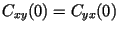 C_{xy}(0) = C_{yx}(0)